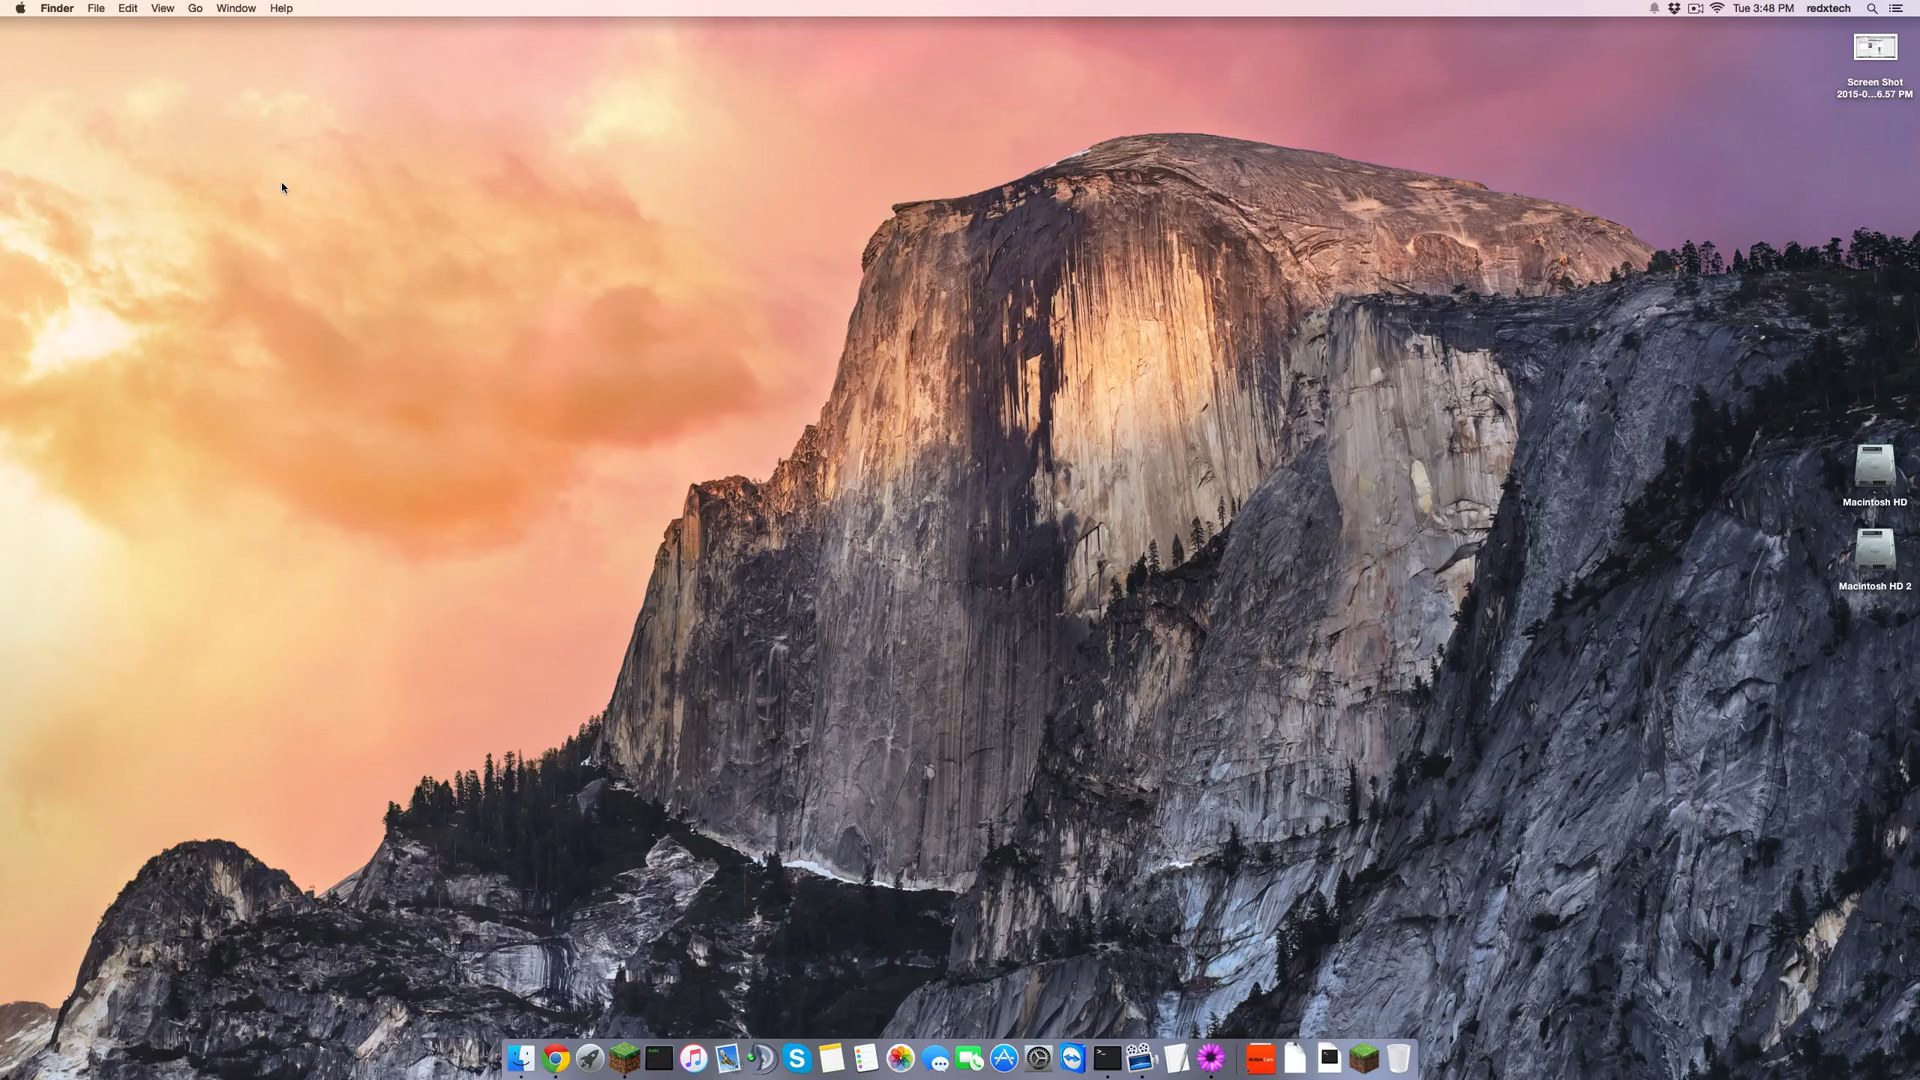 Finder File Edit View Go Window Help
Tue 3:48 PM redxtech
Screen Shot
2015-0...6.57 PM
Macintosh HD
Macintosh HD 2